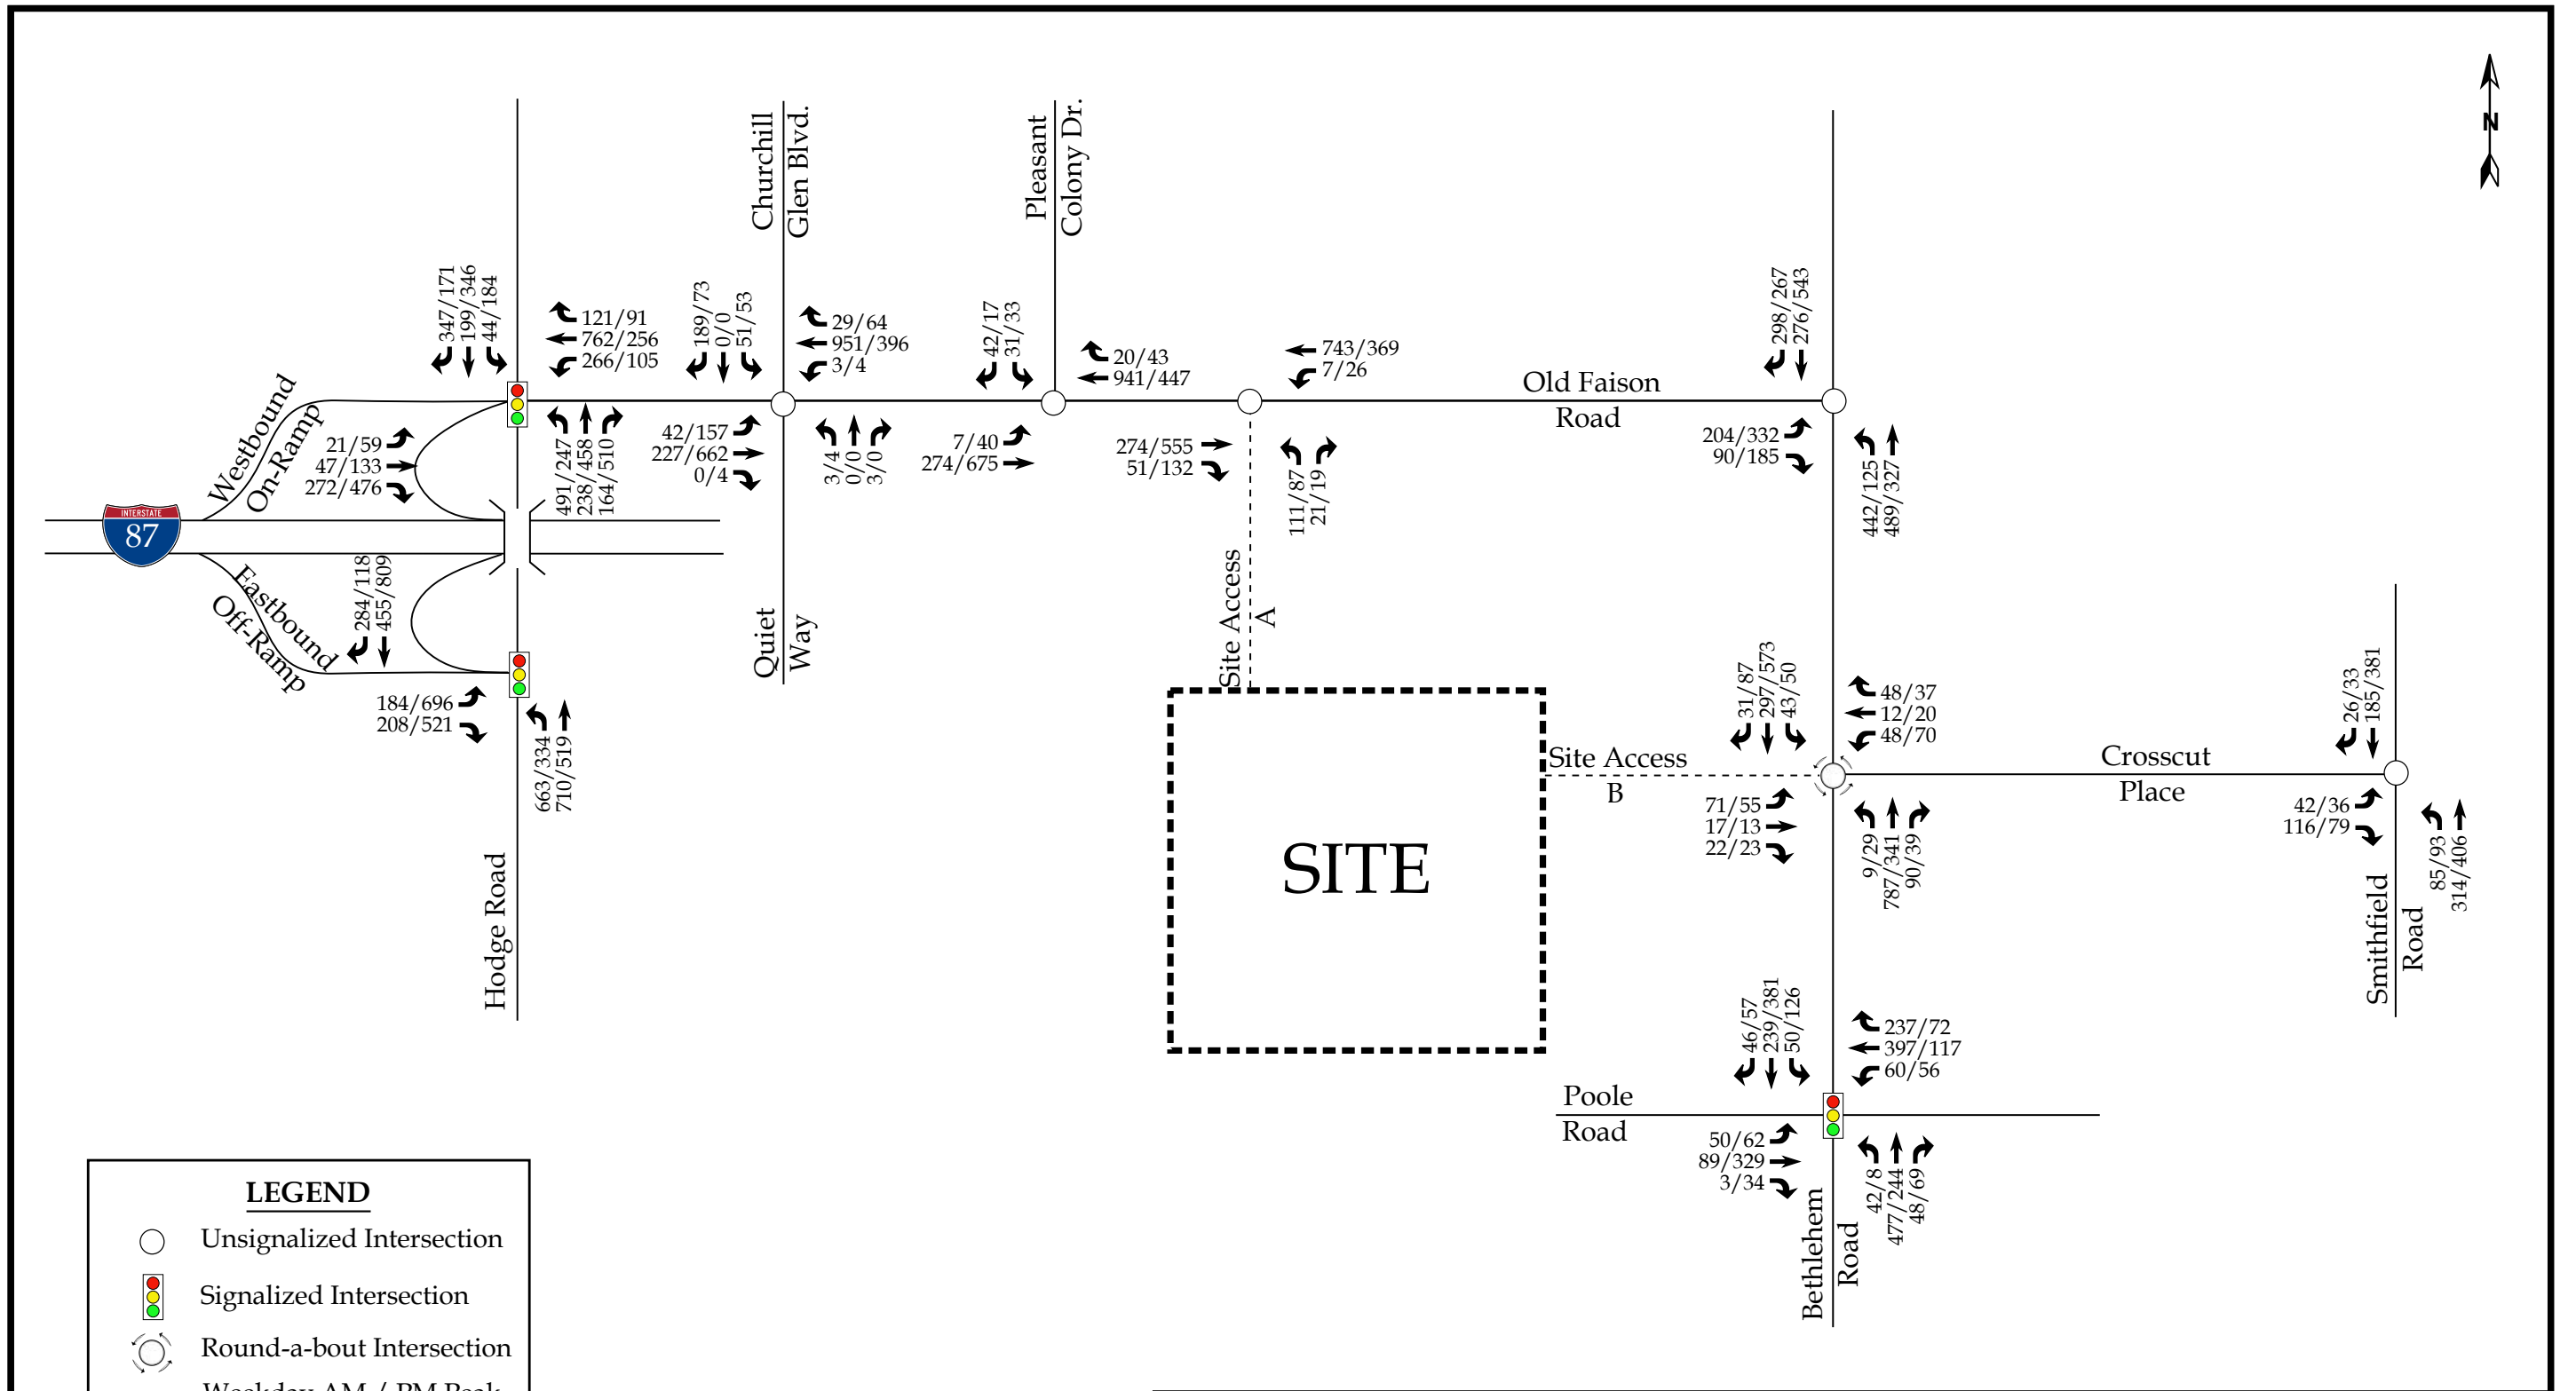 N
Churchill
Glen Blvd.
Pleasant
Colony Dr.
347/171
199/346
44/184
121/91
762/256
266/105
189/73
0/0
51/53
29/64
951/396
3/4
42/17
31/33
20/43
941/447
743/369
7/26
Old Faison
Road
298/267
276/543
Westbound
On-Ramp
21/59
47/133
272/476
491/247
238/458
164/510
42/157
227/662
0/4
3/4
0/0
3/0
7/40
274/675
274/555
51/132
111/87
21/19
204/332
90/185
442/125
489/327
INTERSTATE
87
Eastbound
Off-Ramp
284/118
455/809
184/696
208/521
663/334
710/519
Hodge Road
Quiet
Way
Site Access
A
SITE
Site Access
B
31/87
297/573
43/50
48/37
12/20
48/70
71/55
17/13
22/23
9/29
787/341
90/39
Crosscut
Place
26/33
185/381
42/36
116/79
85/93
314/406
Smithfield
Road
46/57
239/381
50/126
237/72
397/117
60/56
Poole
Road
50/62
89/329
3/34
42/8
477/244
48/69
Bethlehem
Road
LEGEND
Unsignalized Intersection
Signalized Intersection
Round-a-bout Intersection
Weekday AM / PM Peak